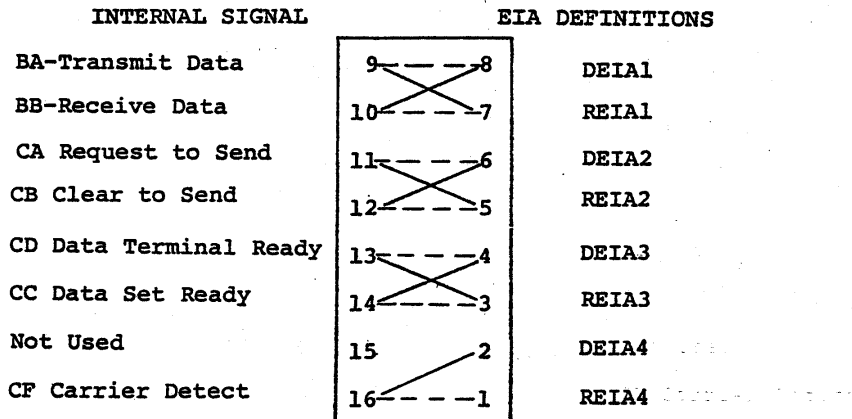 INTERNAL SIGNAL EIA DEFINITIONS
BA-Transmit Data 9 8 DEIA1
BB-Receive Data 10 7 REIA1
CA Request to Send 11 6 DEIA2
CB Clear to Send 12 5 REIA2
CD Data Terminal Ready 13 4 DEIA3
CC Data Set Ready 14 3 REIA3
Not Used 15 2 DEIA4
CF Carrier Detect 16 1 REIA4